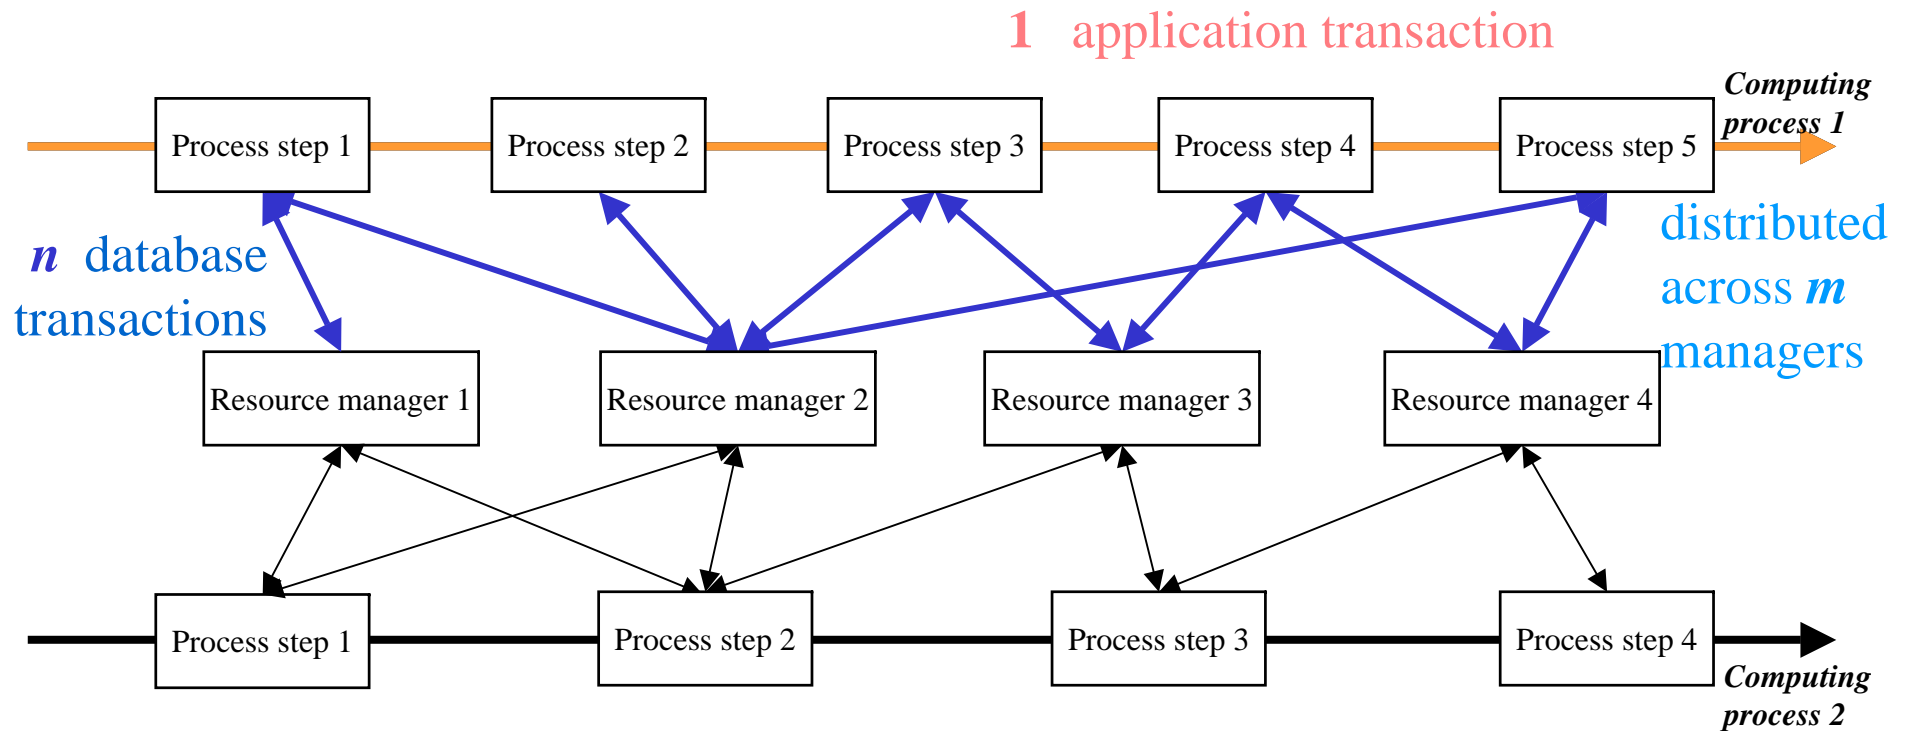 1 application transaction
Computing
process 1
Process step 1
Process step 2
Process step 3
Process step 4
Process step 5
n database
transactions
distributed
across m
managers
Resource manager 1
Resource manager 2
Resource manager 3
Resource manager 4
Process step 1
Process step 2
Process step 3
Process step 4
Computing
process 2